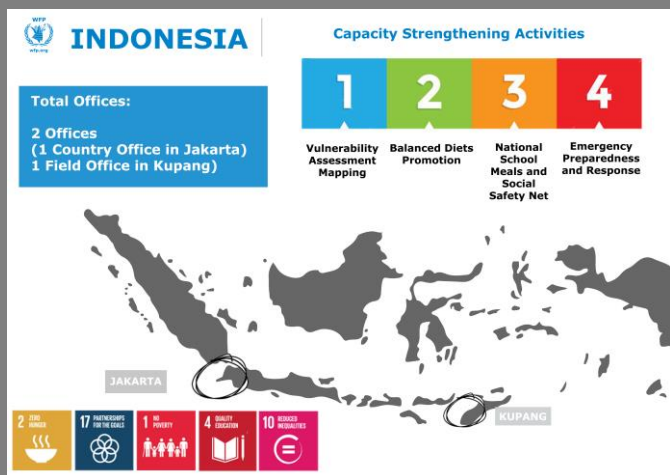 WFP
wfp.org
INDONESIA
Capacity Strengthening Activities
Total Offices:
2 Offices
(1 Country Office in Jakarta)
1 Field Office in Kupang)
1
2
3
4
Vulnerability
Assessment
Mapping
Balanced Diets
Promotion
National
School
Meals and
Social
Safety Net
Emergency
Preparedness
and Response
JAKARTA
KUPANG
2 ZERO
HUNGER
17 PARTNERSHIPS
FOR THE GOALS
1 NO
POVERTY
4 QUALITY
EDUCATION
10 REDUCED
INEQUALITIES